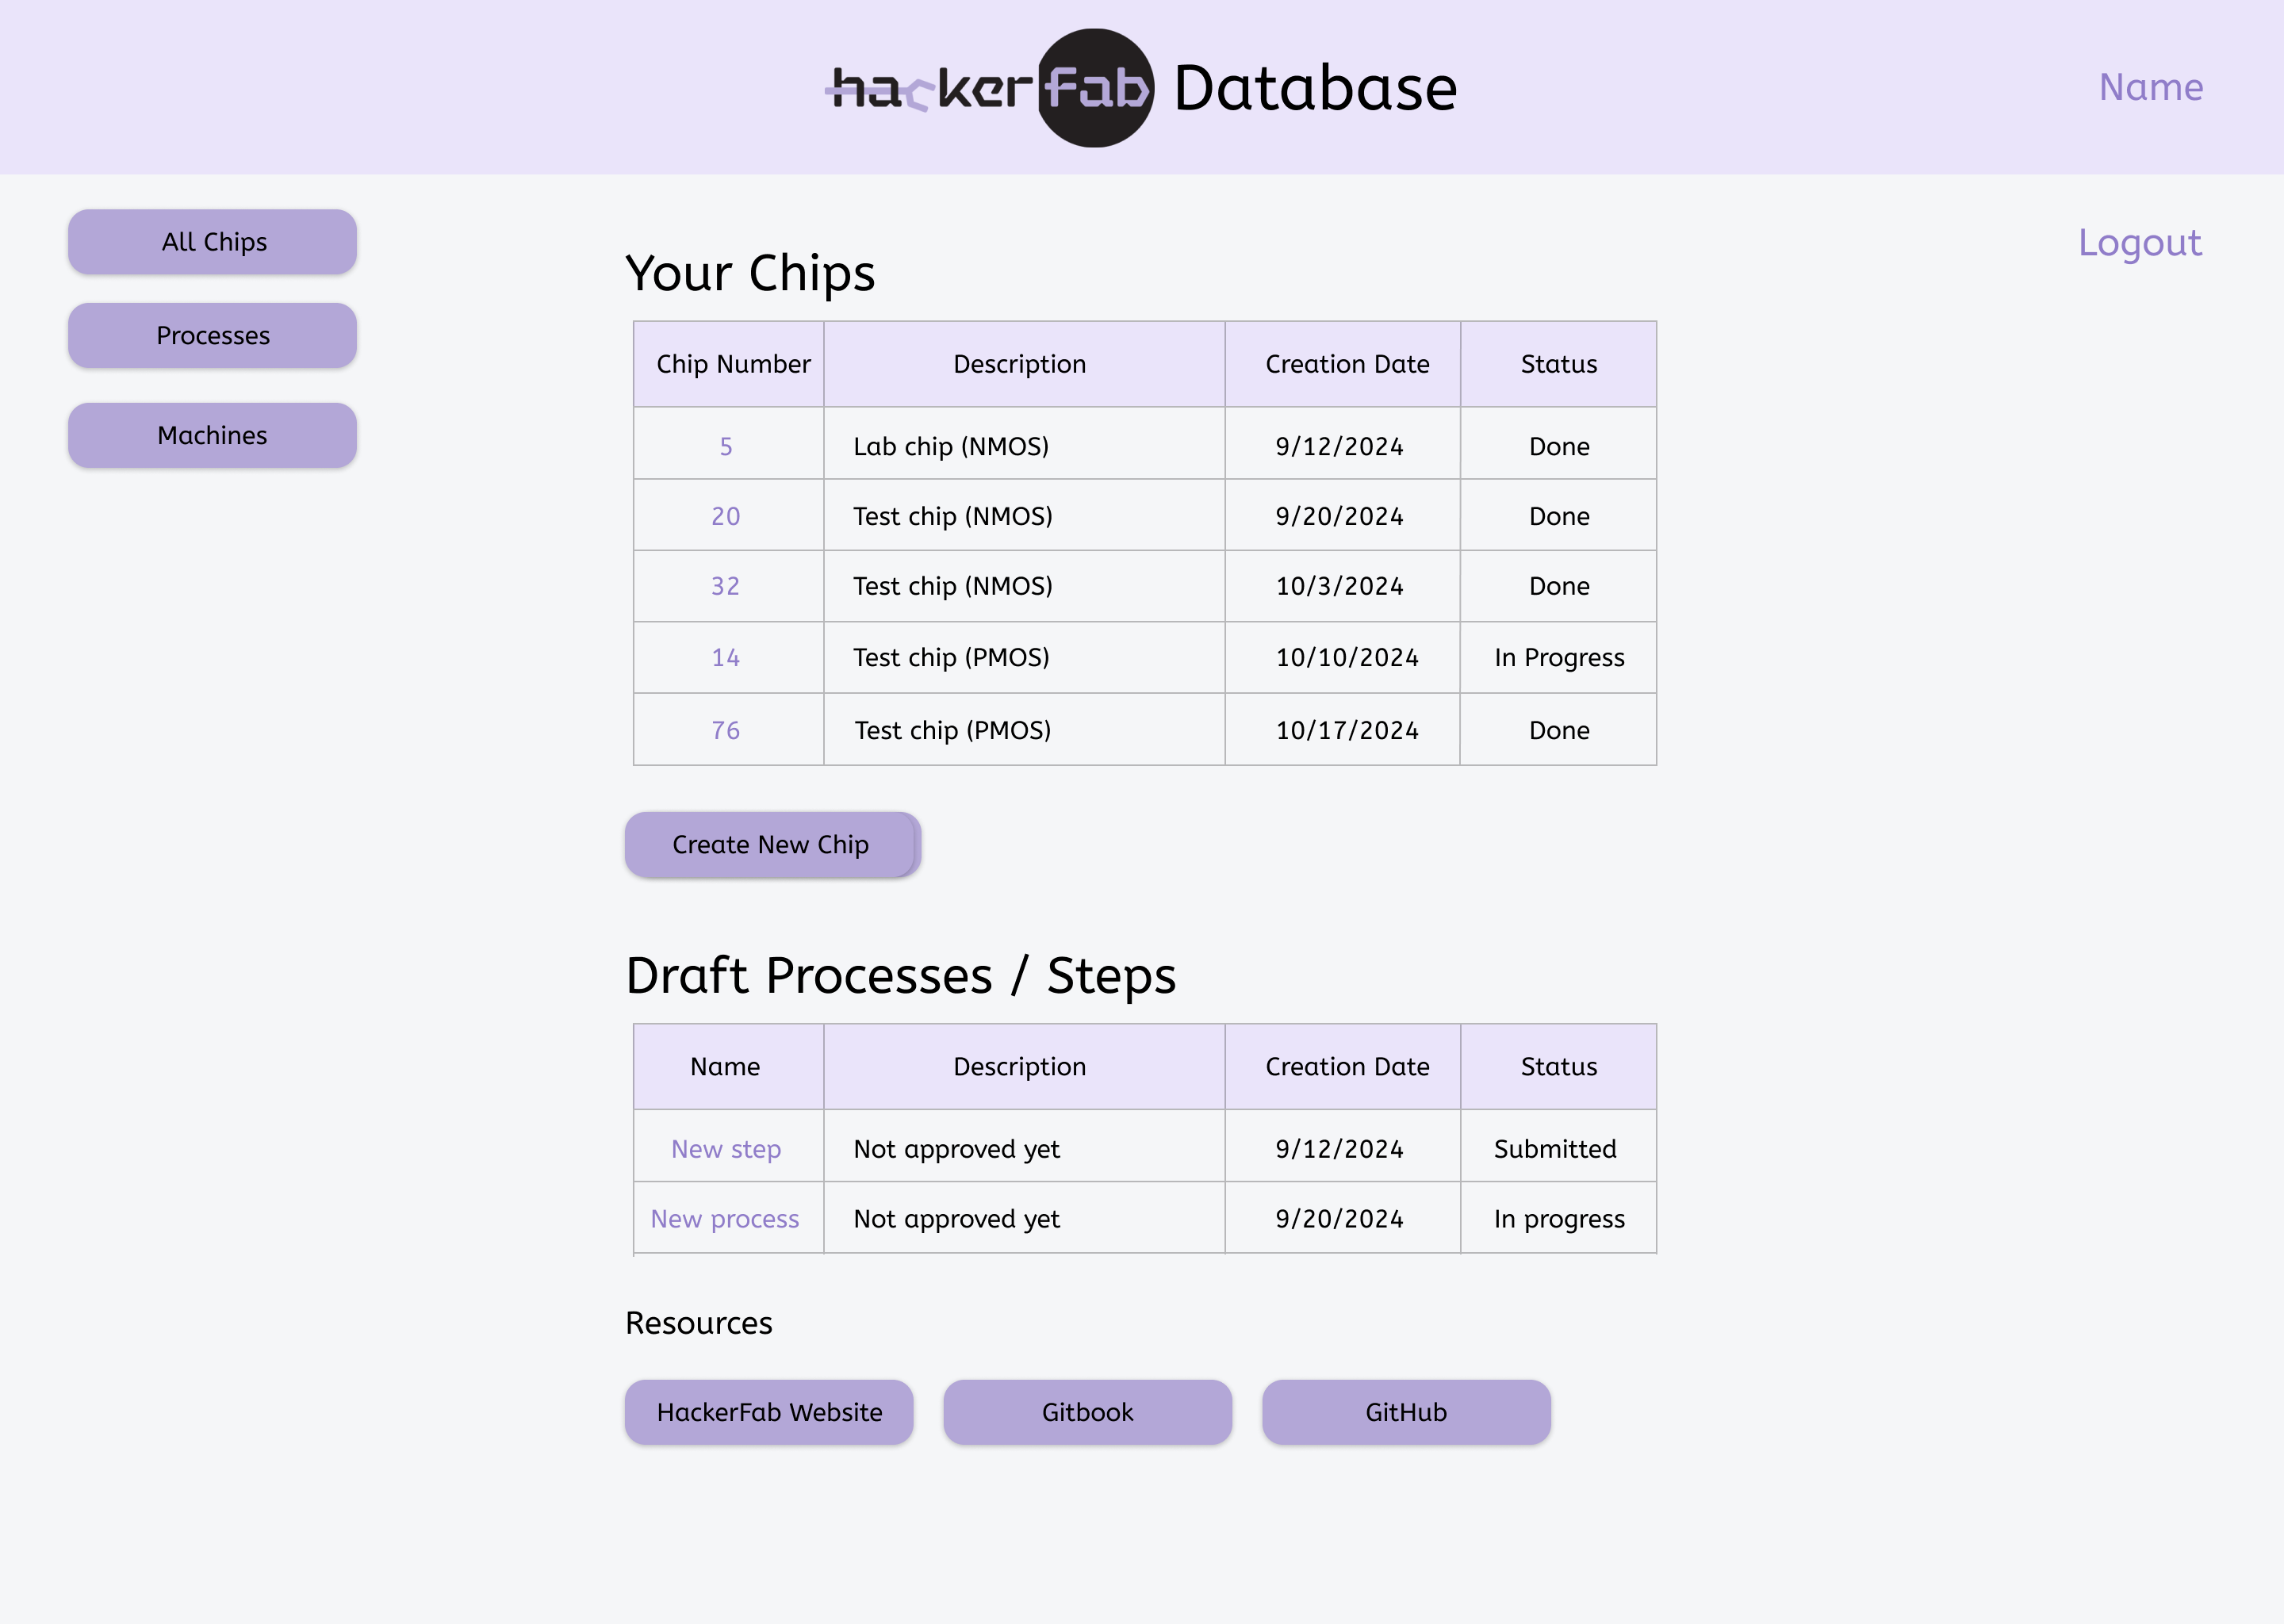 hackerfab Database
Name
All Chips
Processes
Machines
Logout
Your Chips
Chip Number Description Creation Date Status
5 Lab chip (NMOS) 9/12/2024 Done
20 Test chip (NMOS) 9/20/2024 Done
32 Test chip (NMOS) 10/3/2024 Done
14 Test chip (PMOS) 10/10/2024 In Progress
76 Test chip (PMOS) 10/17/2024 Done
Create New Chip
Draft Processes / Steps
Name Description Creation Date Status
New step Not approved yet 9/12/2024 Submitted
New process Not approved yet 9/20/2024 In progress
Resources
HackerFab Website Gitbook GitHub